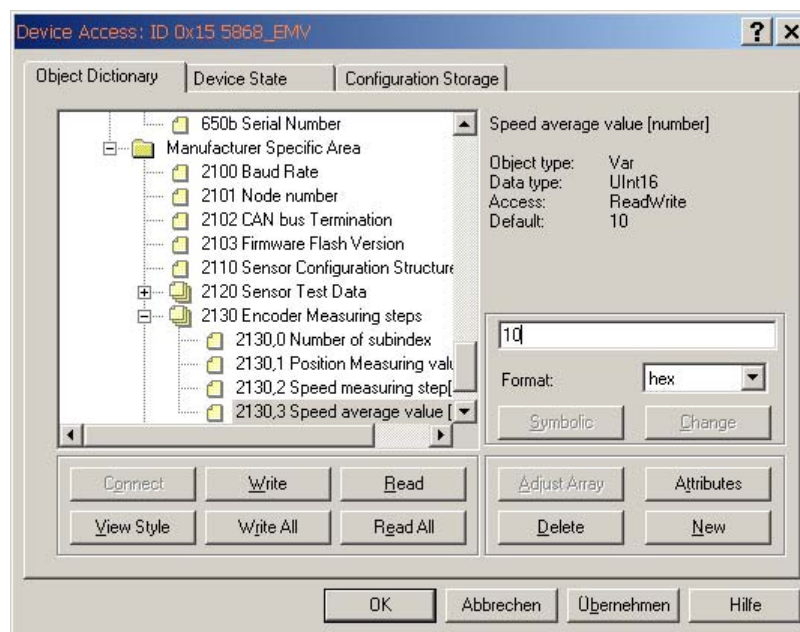 Device Access: ID 0x15 5868_EMV
Object Dictionary
Device State
Configuration Storage
650b Serial Number
Manufacturer Specific Area
2100 Baud Rate
2101 Node number
2102 CAN bus Termination
2103 Firmware Flash Version
2110 Sensor Configuration Structure
2120 Sensor Test Data
2130 Encoder Measuring steps
2130,0 Number of subindex
2130,1 Position Measuring valu
2130,2 Speed measuring step[
2130,3 Speed average value [
Speed average value [number]
Object type: Var
Data type: UInt16
Access: ReadWrite
Default: 10
10
Format: hex
Symbolic Change
Connect Write Read
View Style Write All Read All
Adjust Array Attributes
Delete New
OK Abbrechen Übernehmen Hilfe